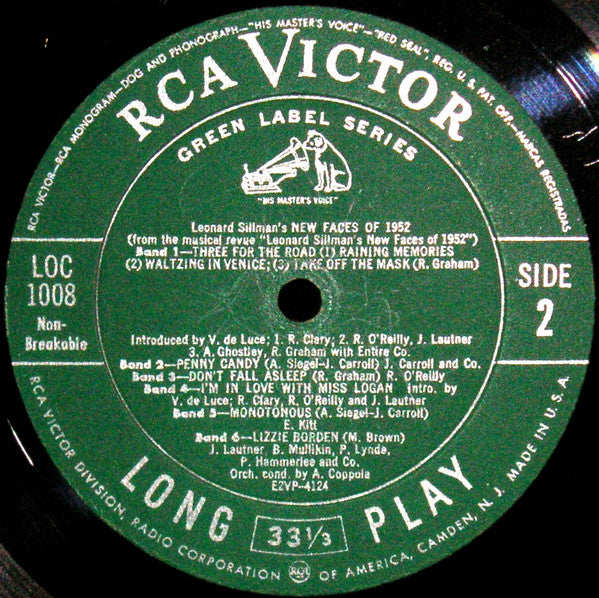 RCA VICTOR—RCA MONOGRAM—DOG AND PHONOGRAPH—"HIS MASTER'S VOICE"—"RED SEAL", REG. U. S. PAT. OFF.—MARCAS REGISTRADAS
RCA VICTOR
GREEN LABEL SERIES
"HIS MASTER'S VOICE"
Leonard Sillman's NEW FACES OF 1952
(from the musical revue "Leonard Sillman's New Faces of 1952")
Band 1—THREE FOR THE ROAD (1) RAINING MEMORIES
(2) WALTZING IN VENICE; (3) TAKE OFF THE MASK (R. Graham)
LOC
1008
Non-
Breakable
SIDE
2
Introduced by V. de Luce; 1. R. Clary; 2. R. O'Reilly, J. Lautner
3. A. Ghostley, R. Graham with Entire Co.
Band 2—PENNY CANDY (A. Siegel-J. Carroll) J. Carroll and Co.
Band 3—DON'T FALL ASLEEP (R. Graham) R. O'Reilly
Band 4—I'M IN LOVE WITH MISS LOGAN Intro. by
V. de Luce; R. Clary, R. O'Reilly and J. Lautner
Band 5—MONOTONOUS (A. Siegel-J. Carroll)
E. Kitt
Band 6—LIZZIE BORDEN (M. Brown)
J. Lautner, B. Mullikin, P. Lynde,
P. Hammerlee and Co.
Orch. cond. by A. Coppola
E2VP-4124
LONG 33 1/3 PLAY
RCA VICTOR DIVISION, RADIO CORPORATION RCA OF AMERICA, CAMDEN, N. J. MADE IN U.S.A.